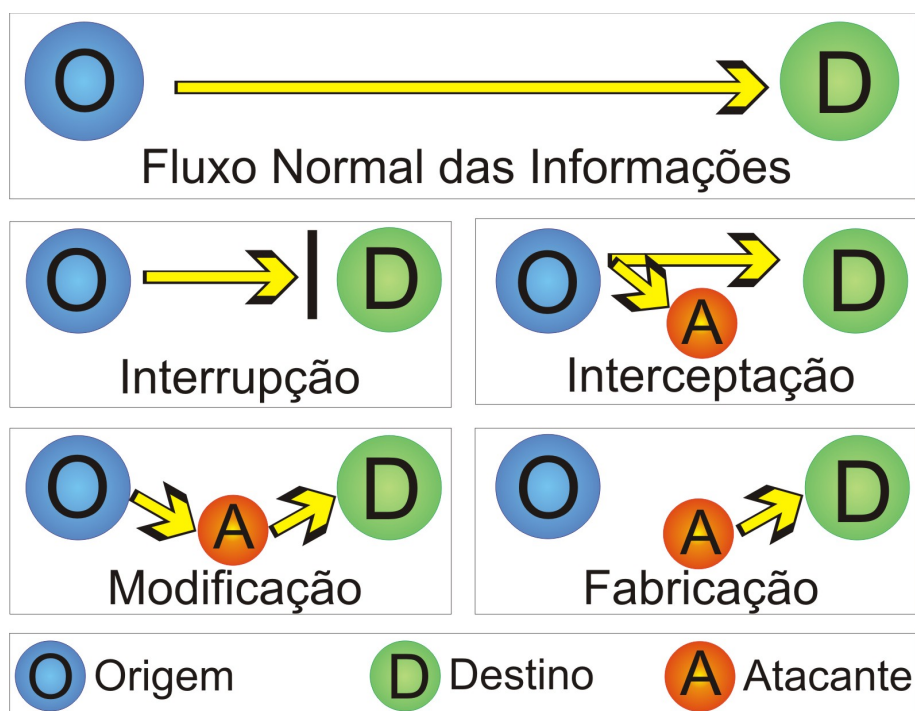 O D
Fluxo Normal das Informações
O D
Interrupção
O A D
Interceptação
O A D
Modificação
O A D
Fabricação
O Origem D Destino A Atacante